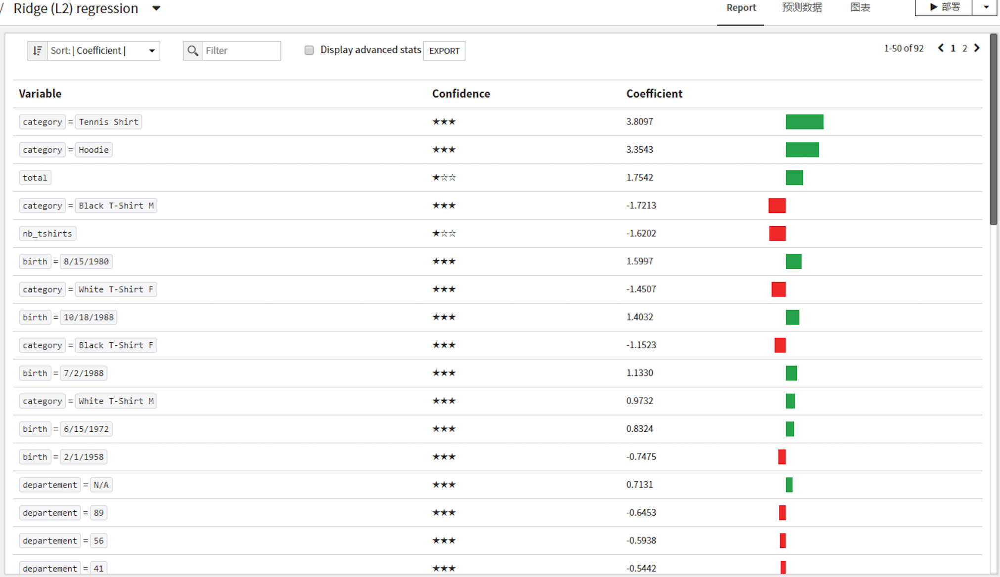 / Ridge (L2) regression Report 预测数据 图表 部署
Sort: | Coefficient | Filter Display advanced stats EXPORT 1-50 of 92 1 2
Variable Confidence Coefficient
category = Tennis Shirt ★★★ 3.8097
category = Hoodie ★★★ 3.3543
total ★☆☆ 1.7542
category = Black T-Shirt M ★★★ -1.7213
nb_tshirts ★☆☆ -1.6202
birth = 8/15/1980 ★★★ 1.5997
category = White T-Shirt F ★★★ -1.4507
birth = 10/18/1988 ★★★ 1.4032
category = Black T-Shirt F ★★★ -1.1523
birth = 7/2/1988 ★★★ 1.1330
category = White T-Shirt M ★★★ 0.9732
birth = 6/15/1972 ★★★ 0.8324
birth = 2/1/1958 ★★★ -0.7475
departement = N/A ★★★ 0.7131
departement = 89 ★★★ -0.6453
departement = 56 ★★★ -0.5938
departement = 41 ★★★ -0.5442